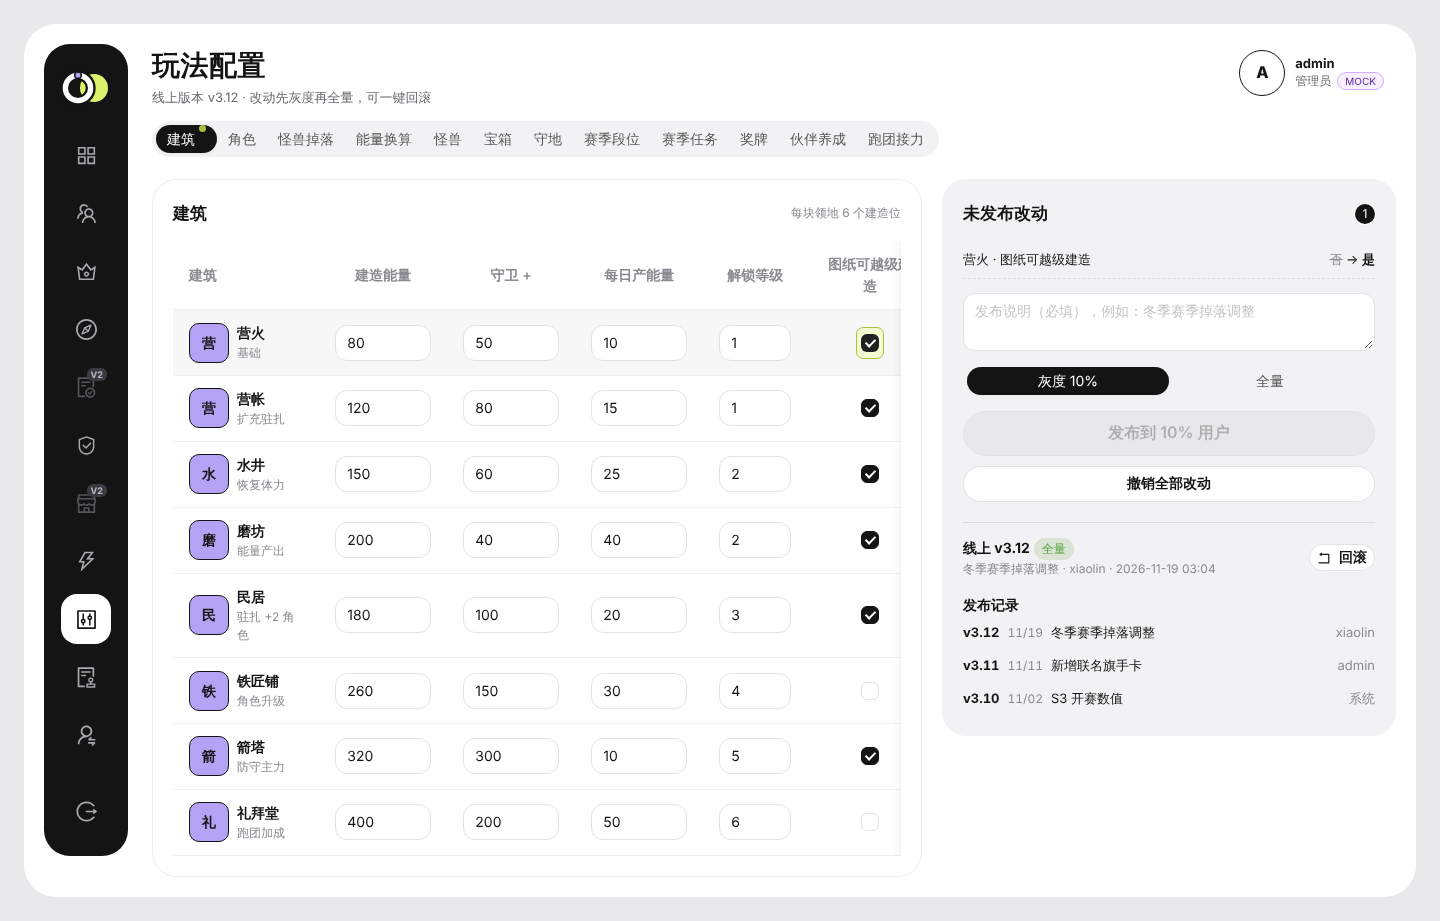 玩法配置
线上版本 v3.12 · 改动先灰度再全量，可一键回滚
A
admin
管理员 MOCK
V2
V2
建筑 角色 怪兽掉落 能量换算 怪兽 宝箱 守地 赛季段位 赛季任务 奖牌 伙伴养成 跑团接力
建筑 每块领地 6 个建造位
建筑 建造能量 守卫 + 每日产能量 解锁等级 图纸可越级
造
营 营火 80 50 10 1
基础
营 营帐 120 80 15 1
扩充驻扎
水 水井 150 60 25 2
恢复体力
磨 磨坊 200 40 40 2
能量产出
民 民居 180 100 20 3
驻扎 +2 角
色
铁 铁匠铺 260 150 30 4
角色升级
箭 箭塔 320 300 10 5
防守主力
礼 礼拜堂 400 200 50 6
跑团加成
未发布改动 1
营火 · 图纸可越级建造 否 → 是
发布说明（必填），例如：冬季赛季掉落调整
灰度 10% 全量
发布到 10% 用户
撤销全部改动
线上 v3.12 全量
冬季赛季掉落调整 · xiaolin · 2026-11-19 03:04
回滚
发布记录
v3.12 11/19 冬季赛季掉落调整 xiaolin
v3.11 11/11 新增联名旗手卡 admin
v3.10 11/02 S3 开赛数值 系统